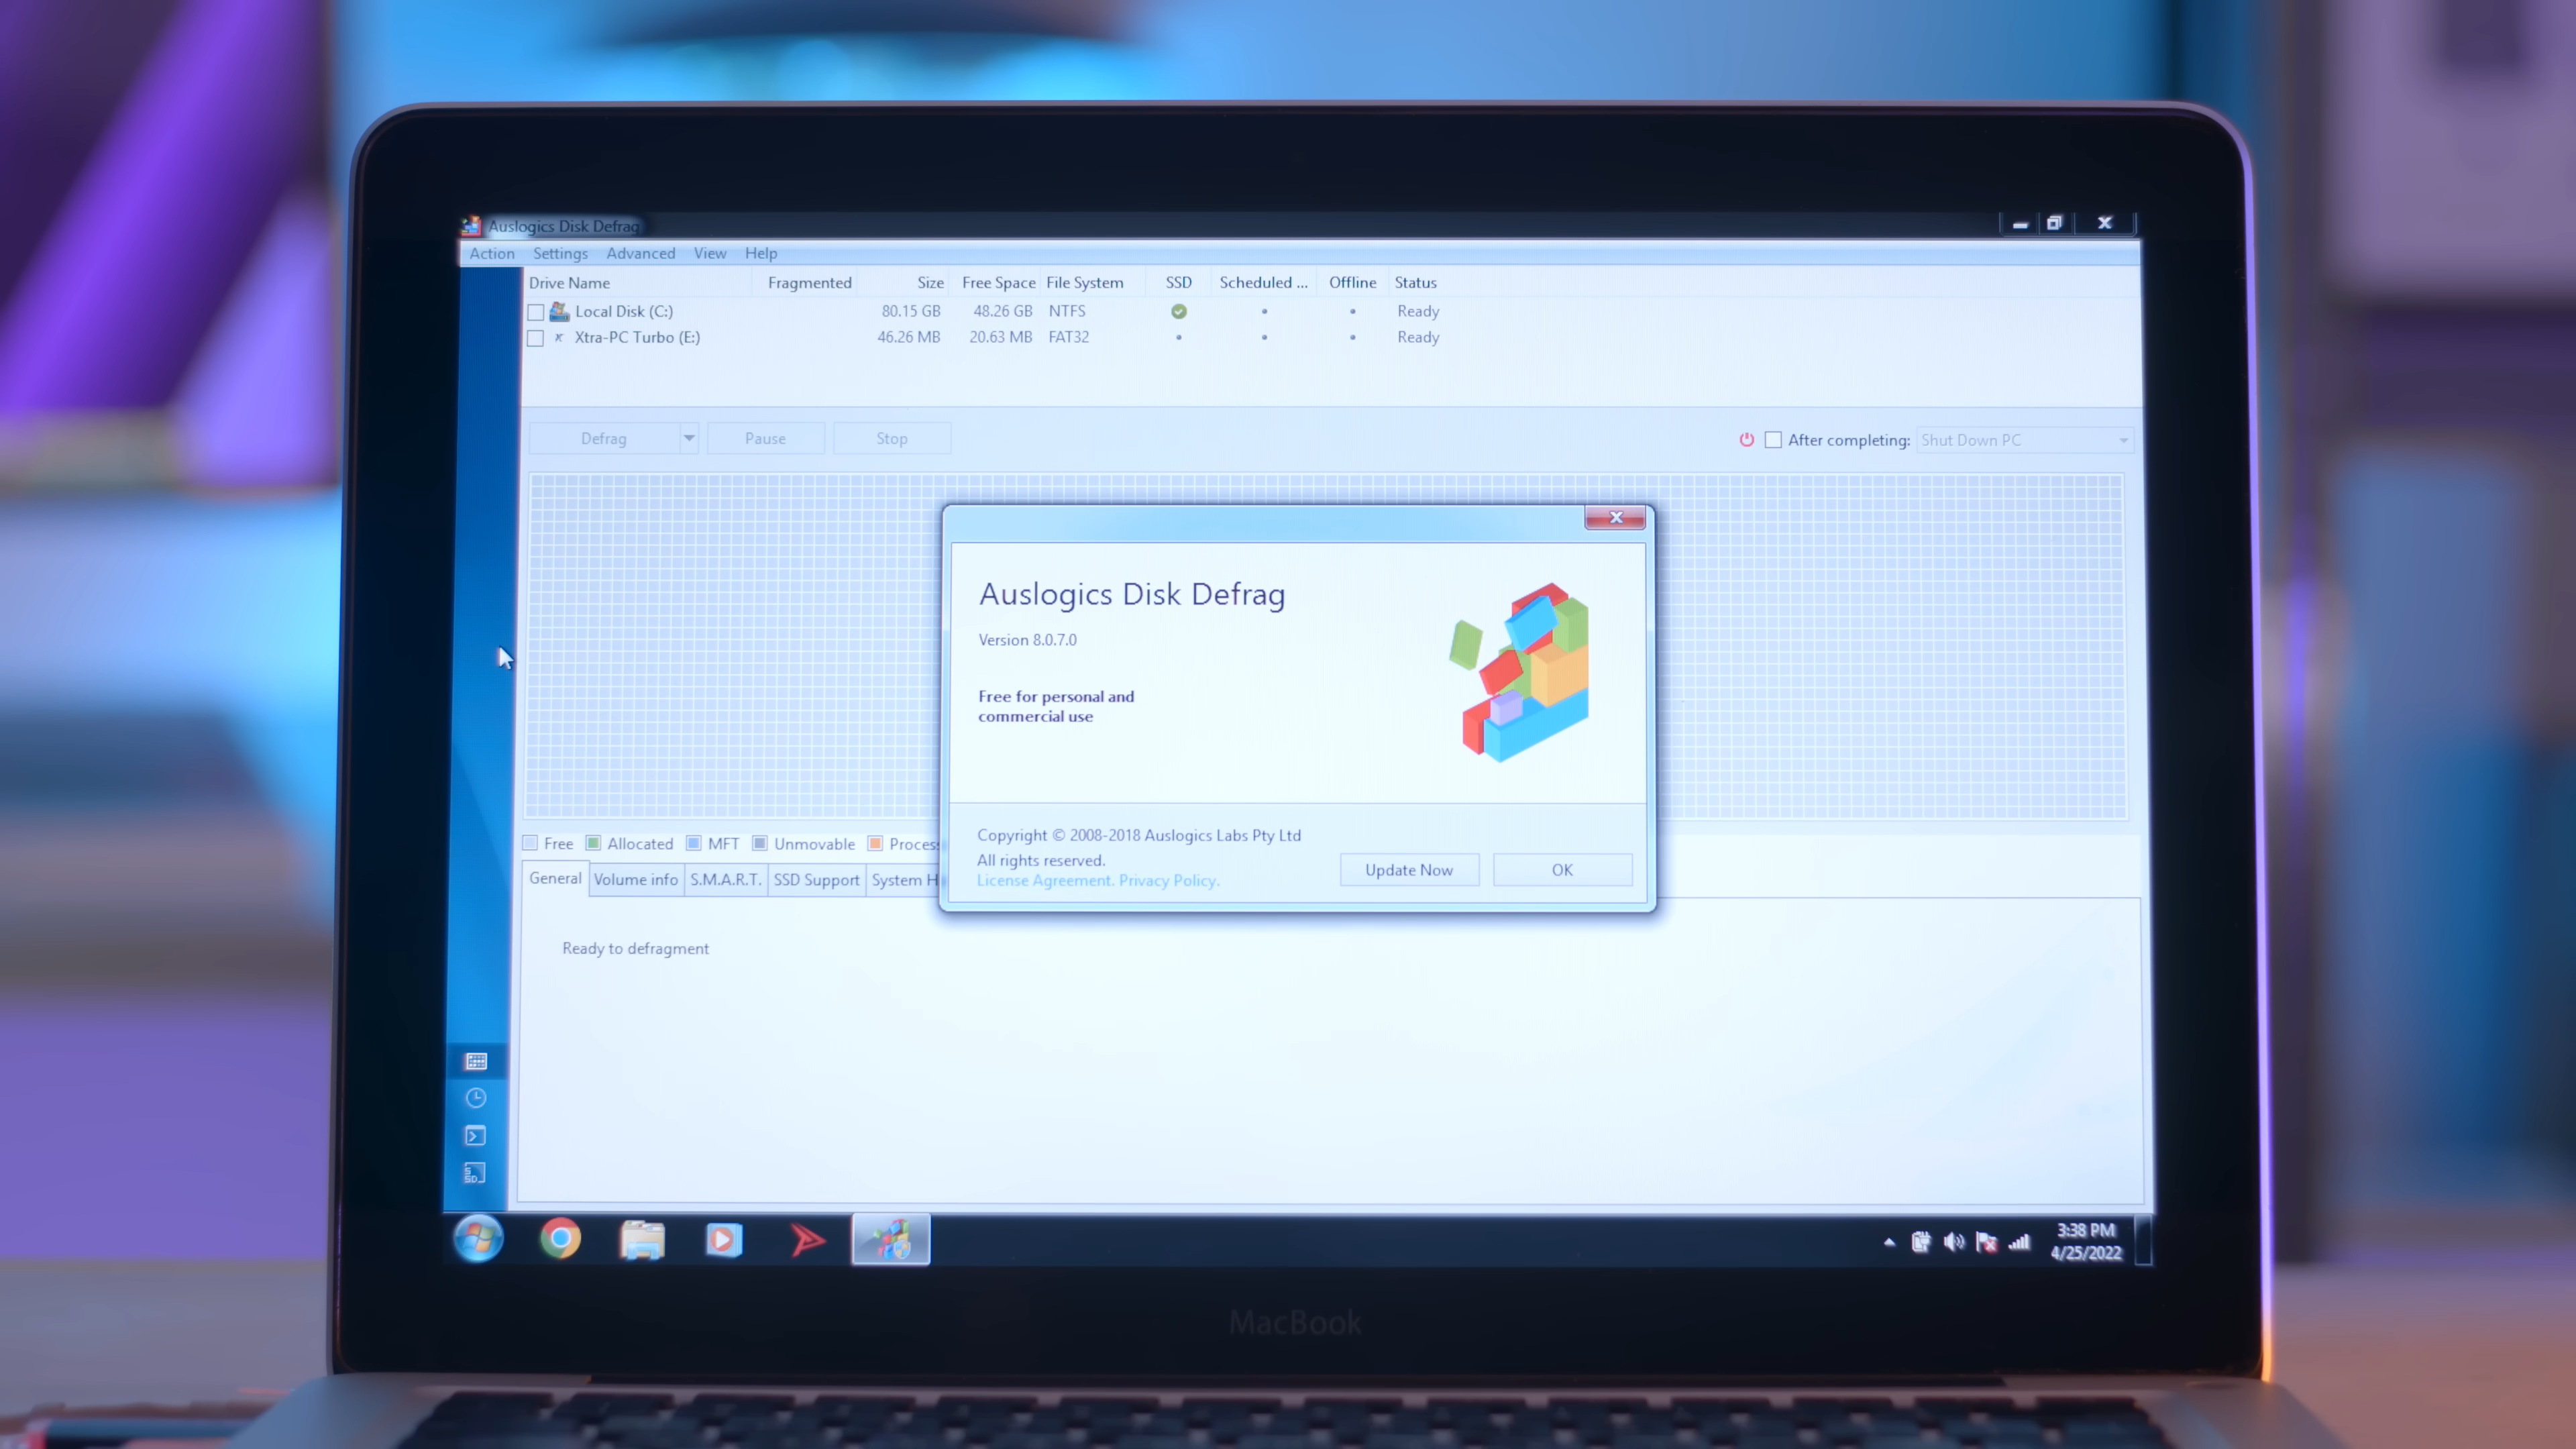 Auslogics Disk Defrag
Action Settings Advanced View Help
Drive Name Fragmented Size Free Space File System SSD Scheduled ... Offline Status
Local Disk (C:) 80.15 GB 48.26 GB NTFS Ready
Xtra-PC Turbo (E:) 46.26 MB 20.63 MB FAT32 Ready
Defrag Pause Stop After completing: Shut Down PC
Auslogics Disk Defrag
Version 8.0.7.0
Free for personal and
commercial use
Copyright © 2008-2018 Auslogics Labs Pty Ltd
All rights reserved.
License Agreement. Privacy Policy.
Update Now OK
Free Allocated MFT Unmovable Process
General Volume info S.M.A.R.T. SSD Support System H
Ready to defragment
3:38 PM
4/25/2022
MacBook